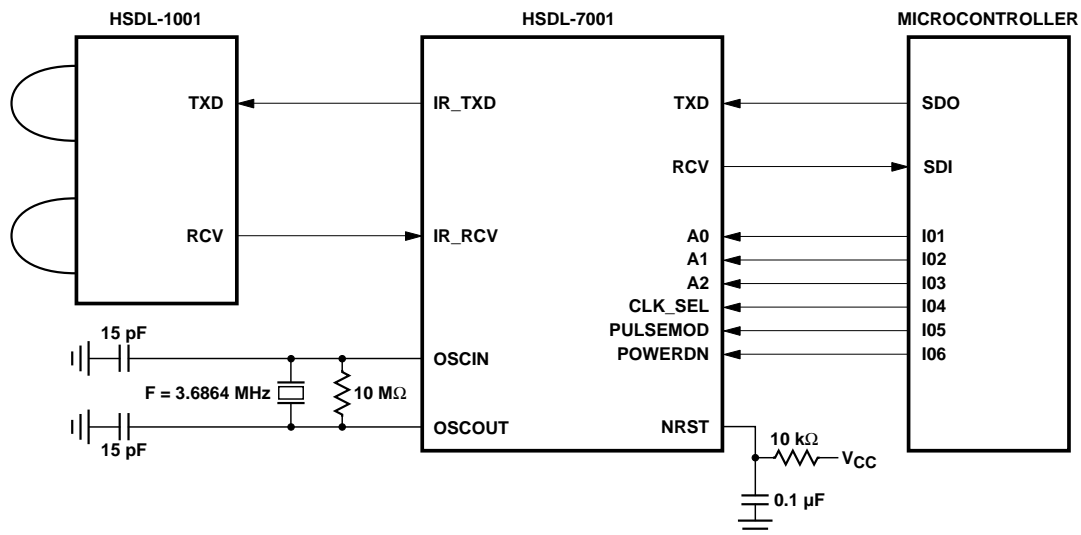 HSDL-1001
HSDL-7001
MICROCONTROLLER
TXD
IR_TXD
TXD
SDO
RCV
SDI
RCV
IR_RCV
A0
I01
A1
I02
A2
I03
CLK_SEL
I04
PULSEMOD
I05
POWERDN
I06
15 pF
OSCIN
F = 3.6864 MHz
10 MΩ
OSCOUT
15 pF
NRST
10 kΩ
VCC
0.1 µF